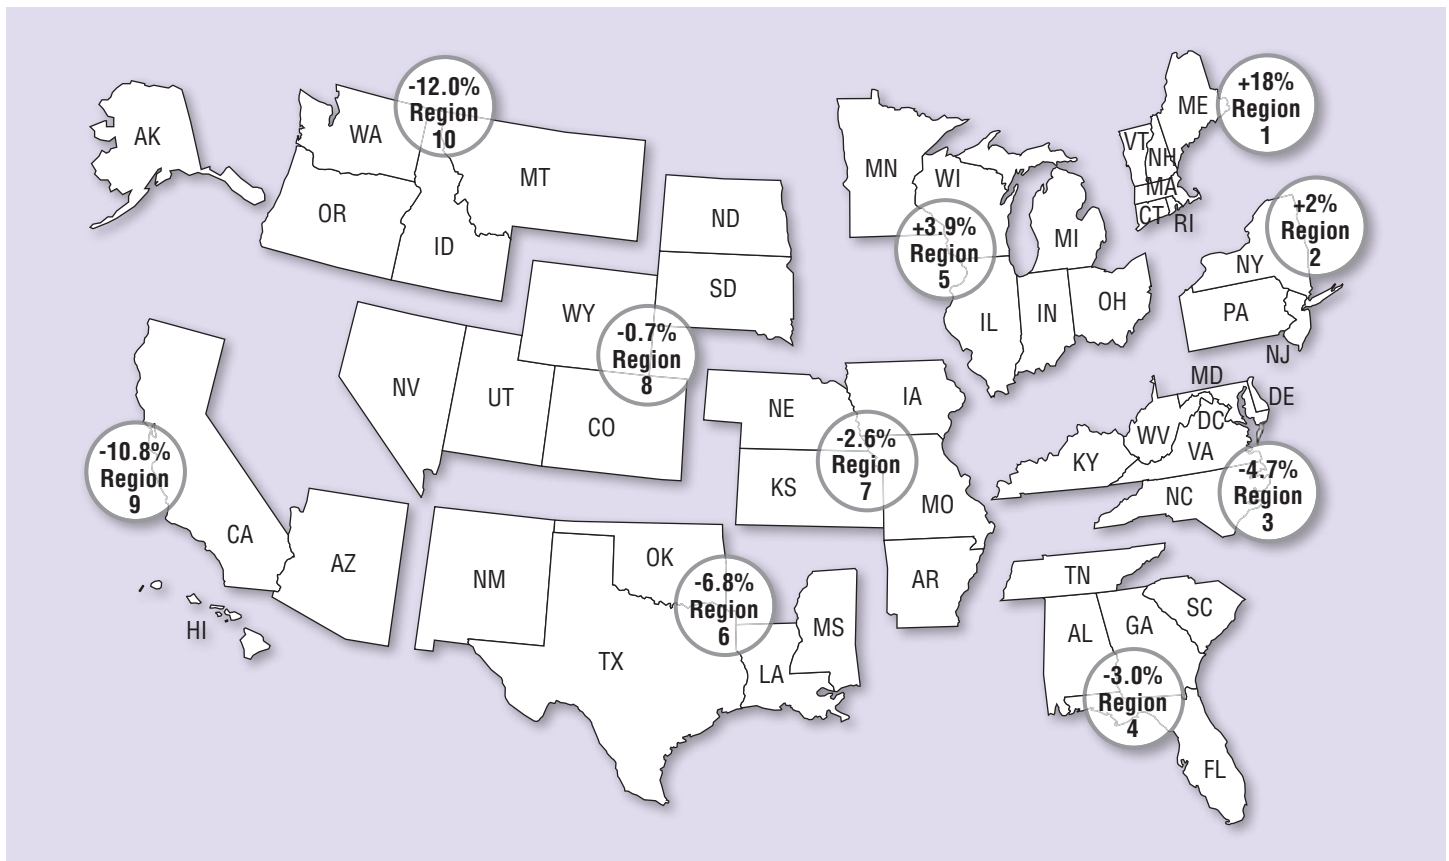 -12.0%
Region
10
AK
WA
MT
OR
ID
ND
SD
WY
-0.7%
Region
8
NV
UT
CO
-10.8%
Region
9
CA
AZ
HI
NM
OK
TX
-6.8%
Region
6
LA
MS
NE
IA
KS
MO
AR
-2.6%
Region
7
MN
WI
MI
+3.9%
Region
5
IL
IN
OH
+18%
Region
1
ME
VT
NH
MA
CT
RI
+2%
Region
2
NY
PA
NJ
MD
DE
DC
WV
VA
KY
NC
-4.7%
Region
3
TN
SC
AL
GA
-3.0%
Region
4
FL